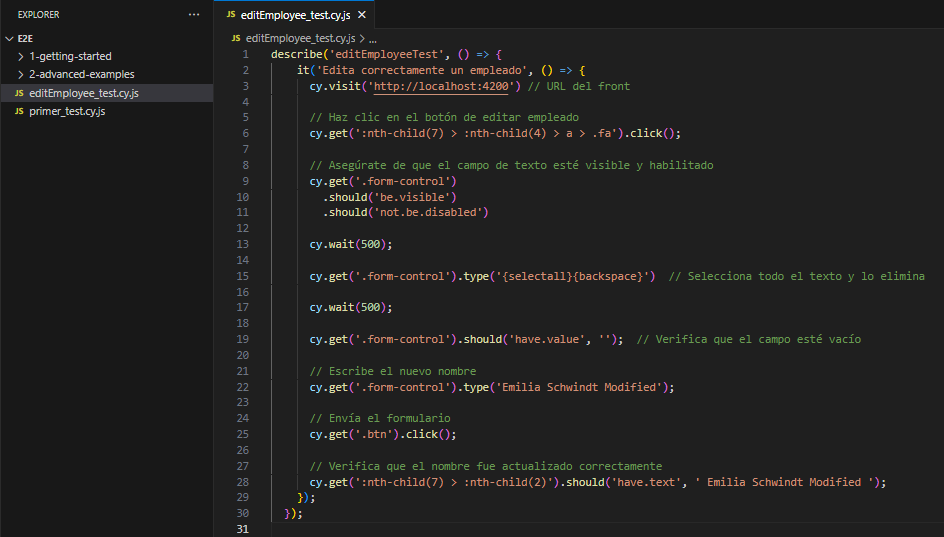 EXPLORER ...
E2E
1-getting-started
2-advanced-examples
JS editEmployee_test.cy.js
JS primer_test.cy.js
JS editEmployee_test.cy.js ×
JS editEmployee_test.cy.js > ...
1 describe('editEmployeeTest', () => {
2 it('Edita correctamente un empleado', () => {
3 cy.visit('http://localhost:4200') // URL del front
4
5 // Haz clic en el botón de editar empleado
6 cy.get(':nth-child(7) > :nth-child(4) > a > .fa').click();
7
8 // Asegúrate de que el campo de texto esté visible y habilitado
9 cy.get('.form-control')
10 .should('be.visible')
11 .should('not.be.disabled')
12
13 cy.wait(500);
14
15 cy.get('.form-control').type('{selectall}{backspace}') // Selecciona todo el texto y lo elimina
16
17 cy.wait(500);
18
19 cy.get('.form-control').should('have.value', ''); // Verifica que el campo esté vacío
20
21 // Escribe el nuevo nombre
22 cy.get('.form-control').type('Emilia Schwindt Modified');
23
24 // Envía el formulario
25 cy.get('.btn').click();
26
27 // Verifica que el nombre fue actualizado correctamente
28 cy.get(':nth-child(7) > :nth-child(2)').should('have.text', ' Emilia Schwindt Modified ');
29 });
30 });
31